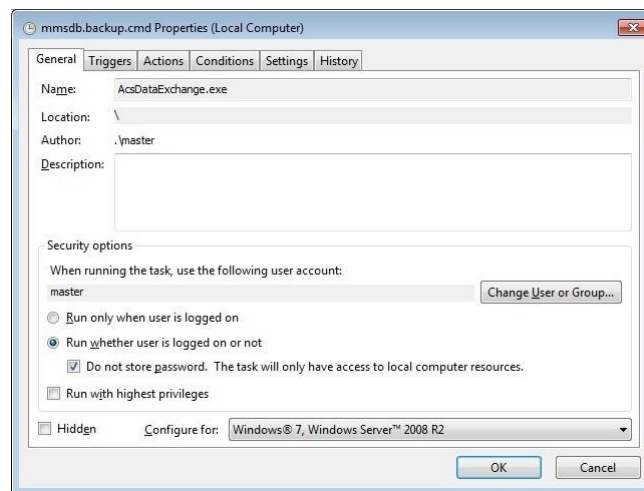 mmsdb.backup.cmd Properties (Local Computer)
General Triggers Actions Conditions Settings History
Name: AcsDataExchange.exe
Location: \
Author: .\master
Description:
Security options
When running the task, use the following user account:
master Change User or Group...
Run only when user is logged on
Run whether user is logged on or not
Do not store password. The task will only have access to local computer resources.
Run with highest privileges
Hidden Configure for: Windows® 7, Windows Server™ 2008 R2
OK Cancel